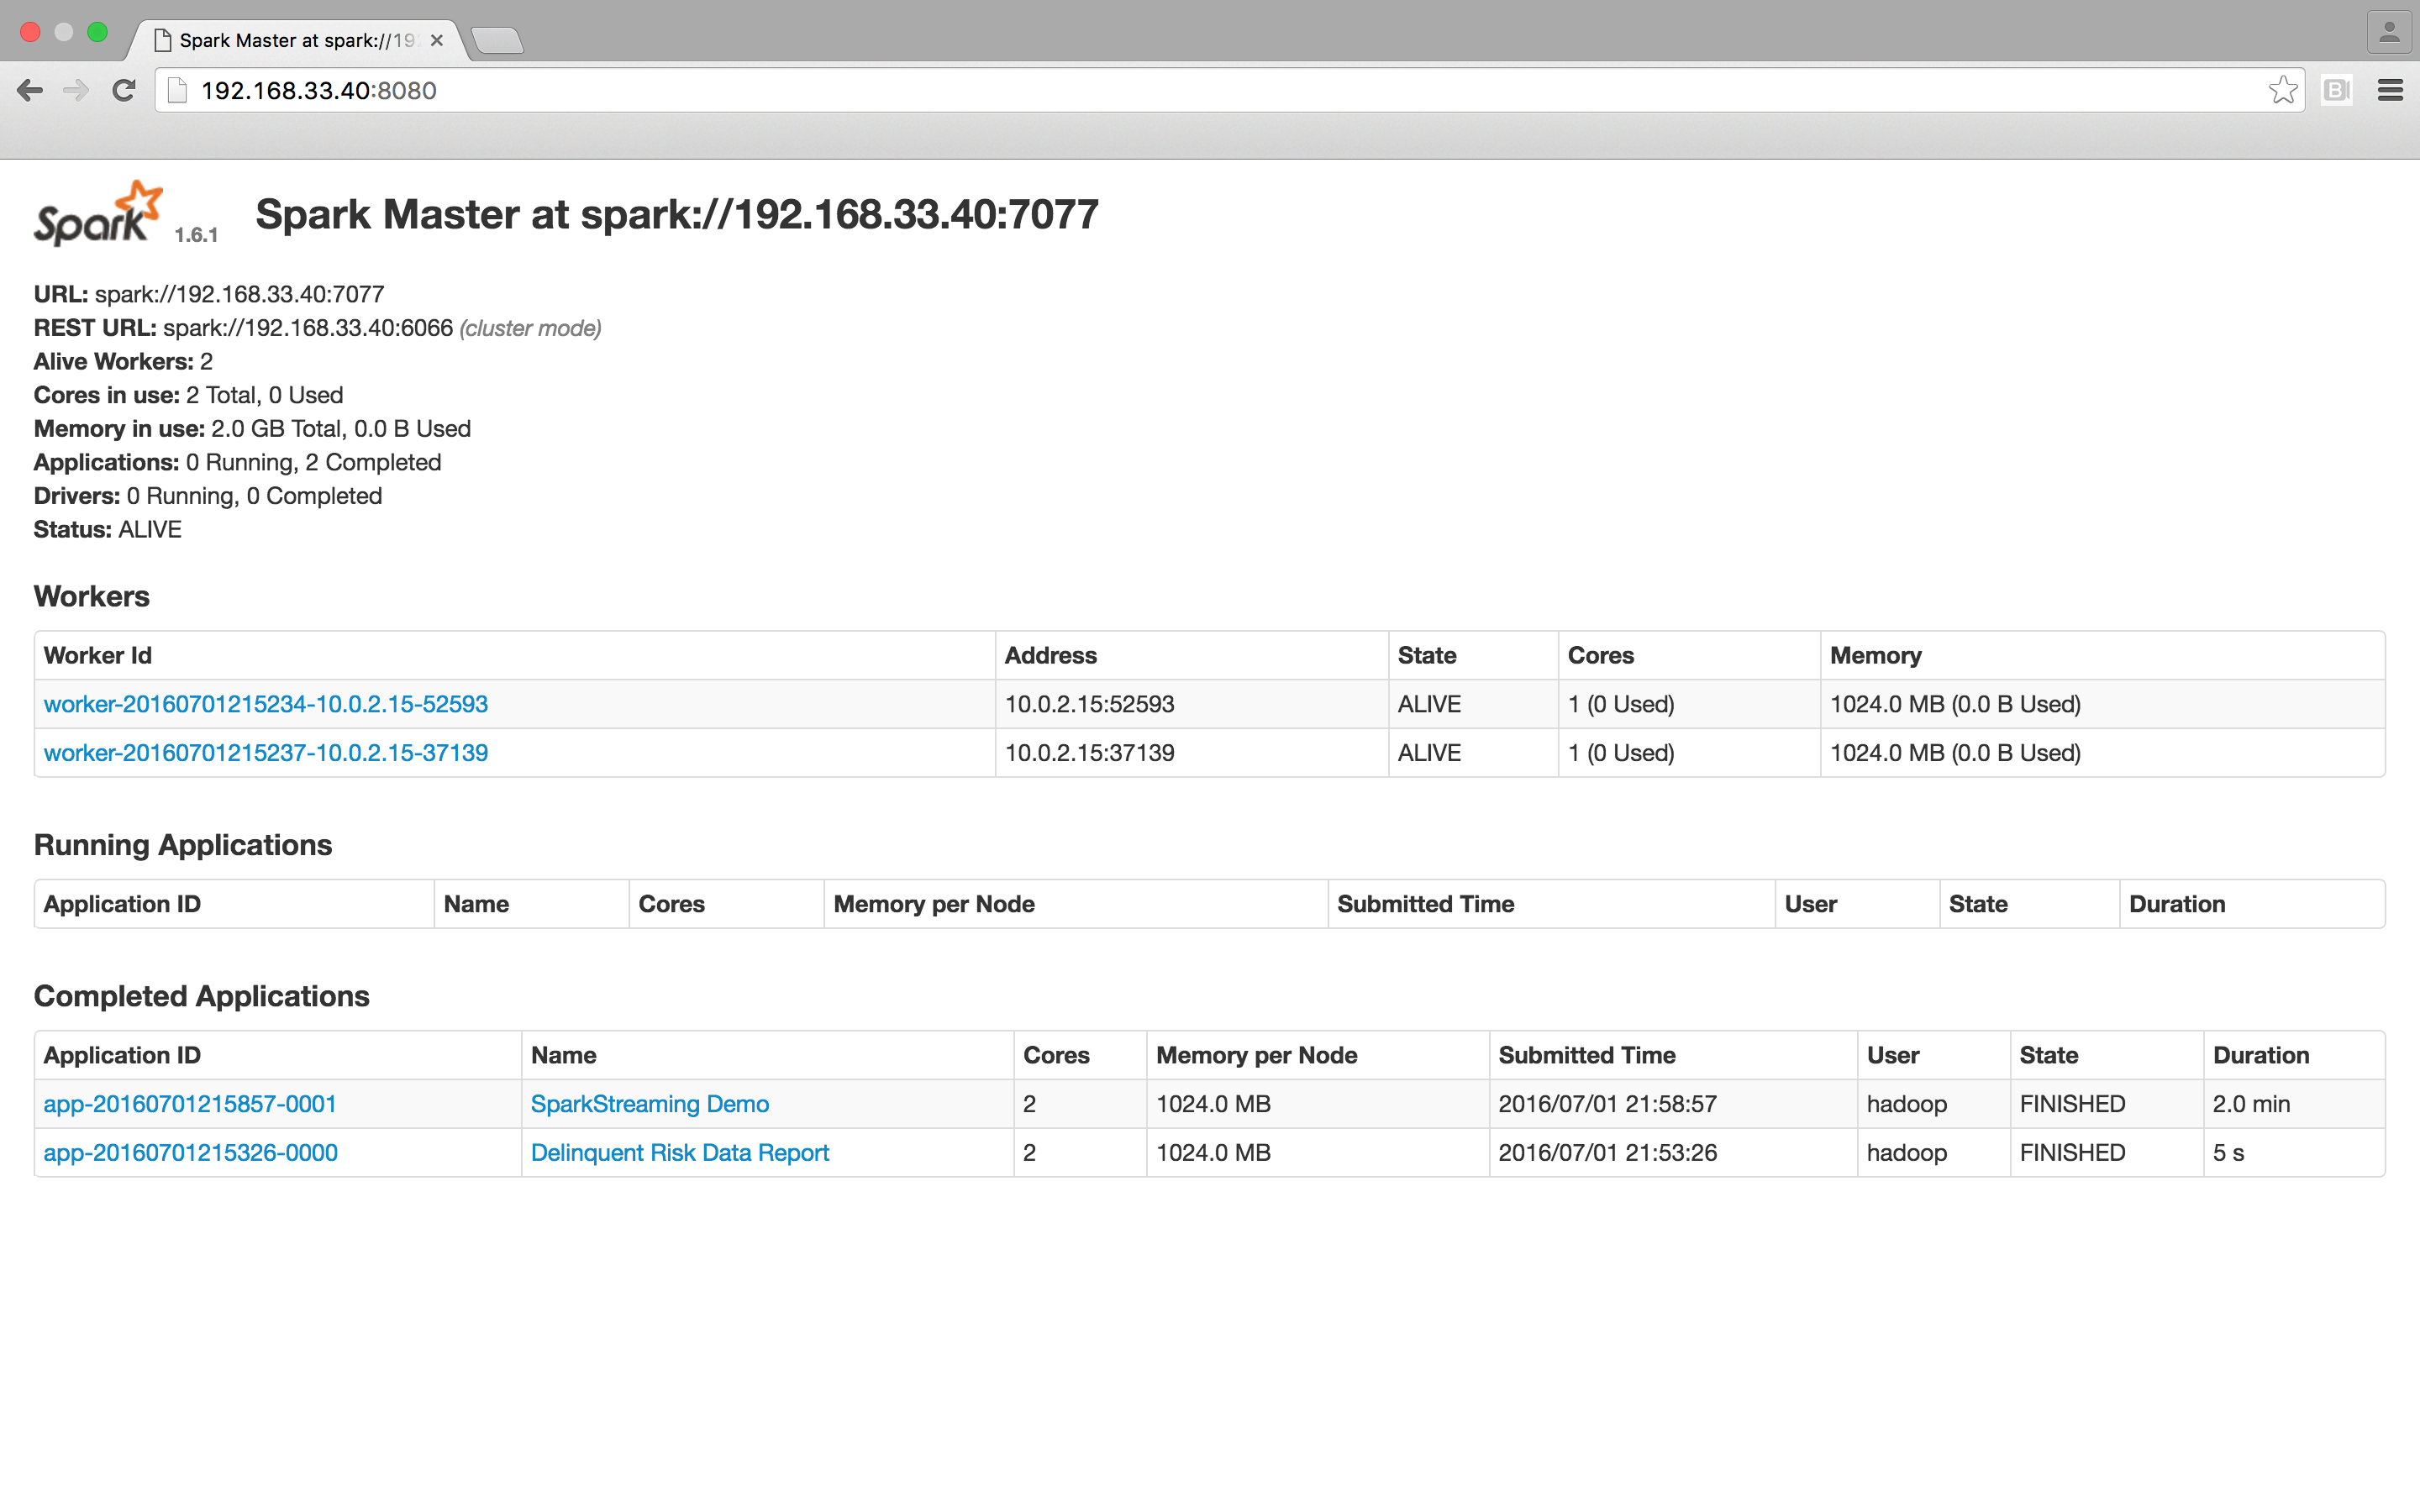 Spark Master at spark://19
192.168.33.40:8080
Spark 1.6.1 Spark Master at spark://192.168.33.40:7077
URL: spark://192.168.33.40:7077
REST URL: spark://192.168.33.40:6066 (cluster mode)
Alive Workers: 2
Cores in use: 2 Total, 0 Used
Memory in use: 2.0 GB Total, 0.0 B Used
Applications: 0 Running, 2 Completed
Drivers: 0 Running, 0 Completed
Status: ALIVE
Workers
Worker Id Address State Cores Memory
worker-20160701215234-10.0.2.15-52593 10.0.2.15:52593 ALIVE 1 (0 Used) 1024.0 MB (0.0 B Used)
worker-20160701215237-10.0.2.15-37139 10.0.2.15:37139 ALIVE 1 (0 Used) 1024.0 MB (0.0 B Used)
Running Applications
Application ID Name Cores Memory per Node Submitted Time User State Duration
Completed Applications
Application ID Name Cores Memory per Node Submitted Time User State Duration
app-20160701215857-0001 SparkStreaming Demo 2 1024.0 MB 2016/07/01 21:58:57 hadoop FINISHED 2.0 min
app-20160701215326-0000 Delinquent Risk Data Report 2 1024.0 MB 2016/07/01 21:53:26 hadoop FINISHED 5 s